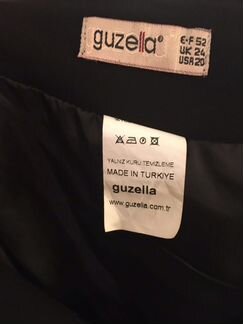 guzella®
E-F 52
UK 24
USA 20
YALNIZ KURU TEMİZLEME
MADE IN TURKIYE
guzella
www.guzella.com.tr